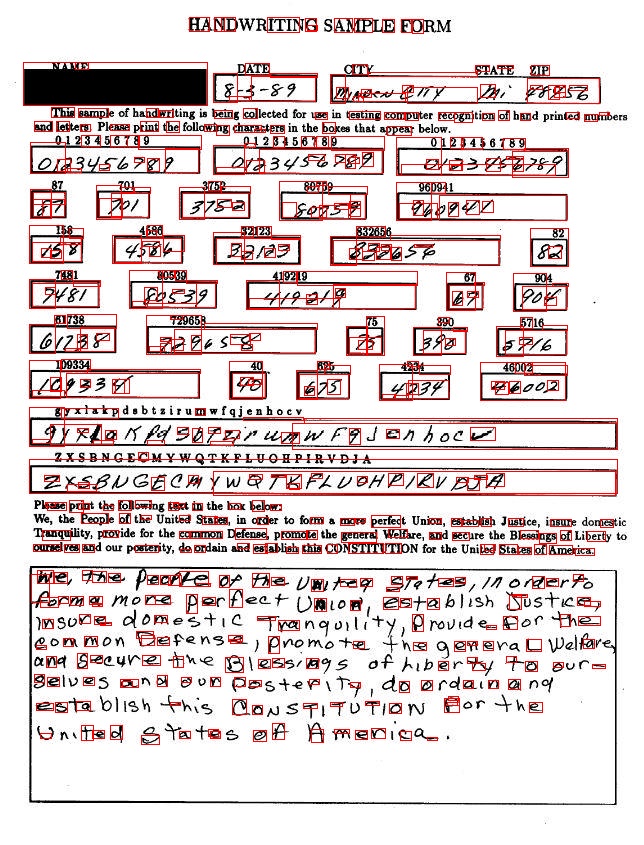 HANDWRITING SAMPLE FORM
NAME DATE CITY STATE ZIP
8-3-89 MINDEN CITY Mi 48456
This sample of handwriting is being collected for use in testing computer recognition of hand printed numbers
and letters. Please print the following characters in the boxes that appear below.
0 1 2 3 4 5 6 7 8 9 0 1 2 3 4 5 6 7 8 9 0 1 2 3 4 5 6 7 8 9
0123456789 0123456789 0123456789
87 701 3752 80759 960941
87 701 3752 80759 960941
158 4586 32123 832656 82
158 4586 32123 832656 82
7481 80539 419219 67 904
7481 80539 419219 67 904
61738 729658 75 390 5716
61738 729658 75 390 5716
109334 40 625 4234 46002
109334 40 675 4234 46002
g y x l a k p d s b t z i r u m w f q j e n h o c v
g y x l a K p d s b t z i r u m w F q J e n h o c v
Z X S B N G E C M Y W Q T K F L U O H P I R V D J A
Z X S B N G E C M Y W Q T K F L U O H P I R V D J A
Please print the following text in the box below:
We, the People of the United States, in order to form a more perfect Union, establish Justice, insure domestic
Tranquility, provide for the common Defense, promote the general Welfare, and secure the Blessings of Liberty to
ourselves and our posterity, do ordain and establish this CONSTITUTION for the United States of America.
We, the People of the United States, in order to
form a more perfect Union, establish Justice,
insure domestic Tranquility, Provide For the
common Defense, promote the general Welfare,
and Secure the Blessings of Liberty To our-
selves and our Posterity, do ordain and
establish this CONSTITUTION For the
United States of America.